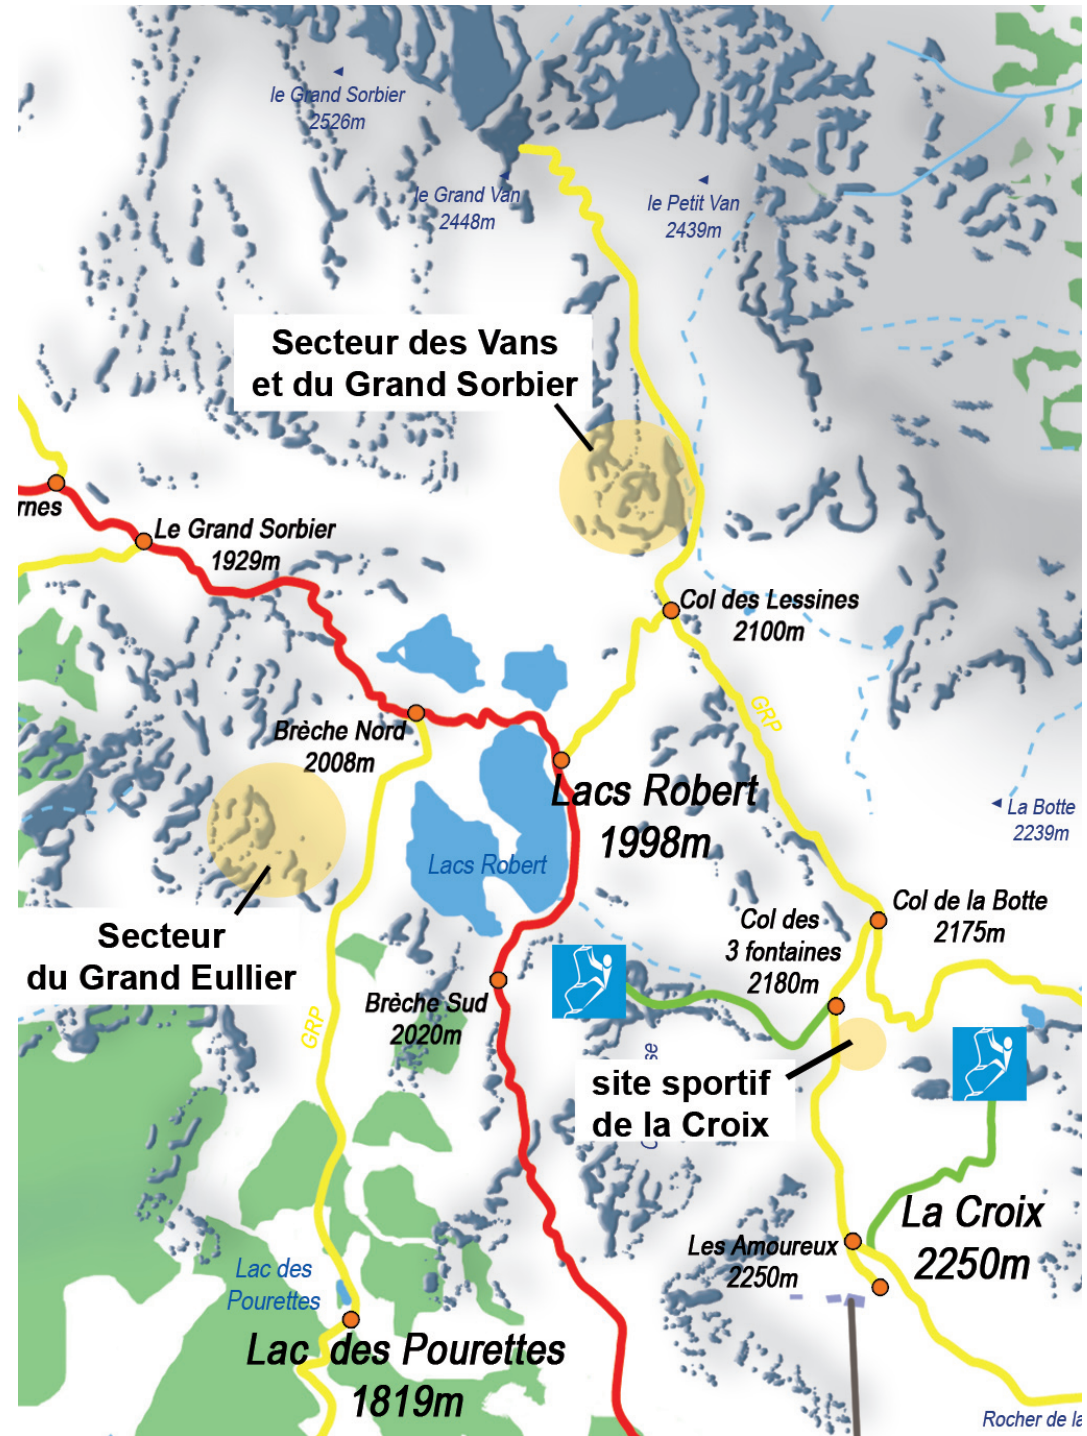 le Grand Sorbier
2526m
le Grand Van
2448m
le Petit Van
2439m
Secteur des Vans
et du Grand Sorbier
rnes
Le Grand Sorbier
1929m
Col des Lessines
2100m
GRP
Brèche Nord
2008m
Lacs Robert
1998m
La Botte
2239m
Lacs Robert
Col de la Botte
2175m
Col des
3 fontaines
2180m
Secteur
du Grand Eullier
Brèche Sud
2020m
GRP
se
site sportif
de la Croix
La Croix
2250m
Les Amoureux
2250m
Lac des
Pourettes
Lac des Pourettes
1819m
Rocher de la